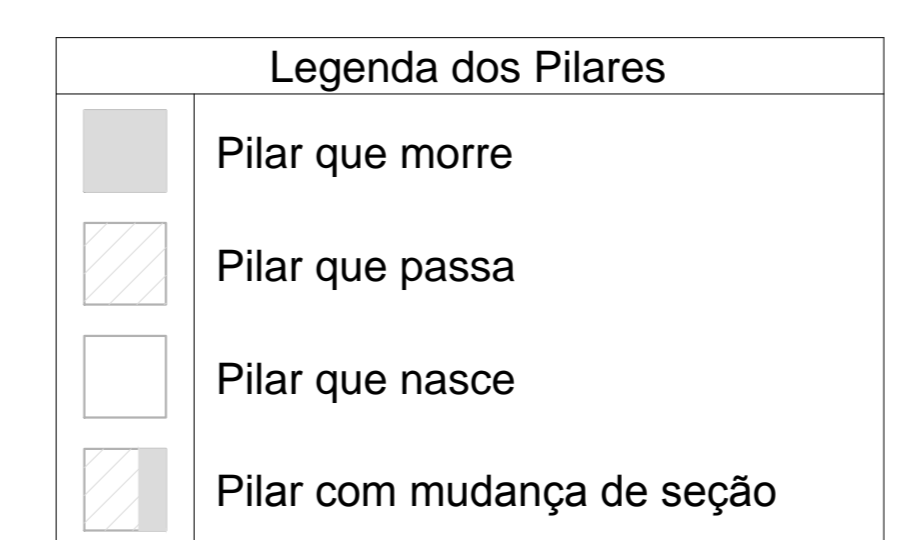 Legenda dos Pilares
Pilar que morre
Pilar que passa
Pilar que nasce
Pilar com mudança de seção